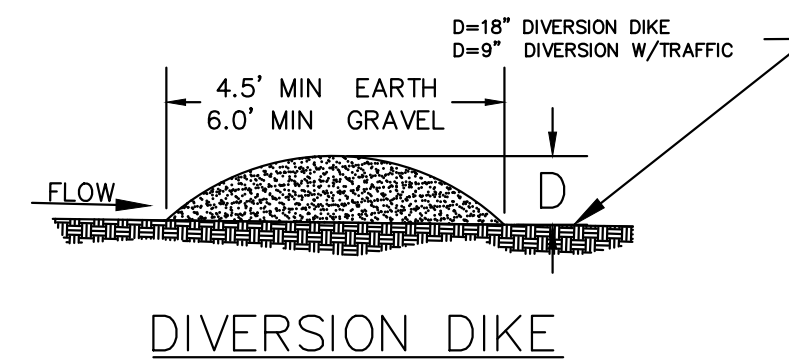 D=18" DIVERSION DIKE
D=9" DIVERSION W/TRAFFIC
4.5' MIN EARTH
6.0' MIN GRAVEL
FLOW
D
DIVERSION DIKE